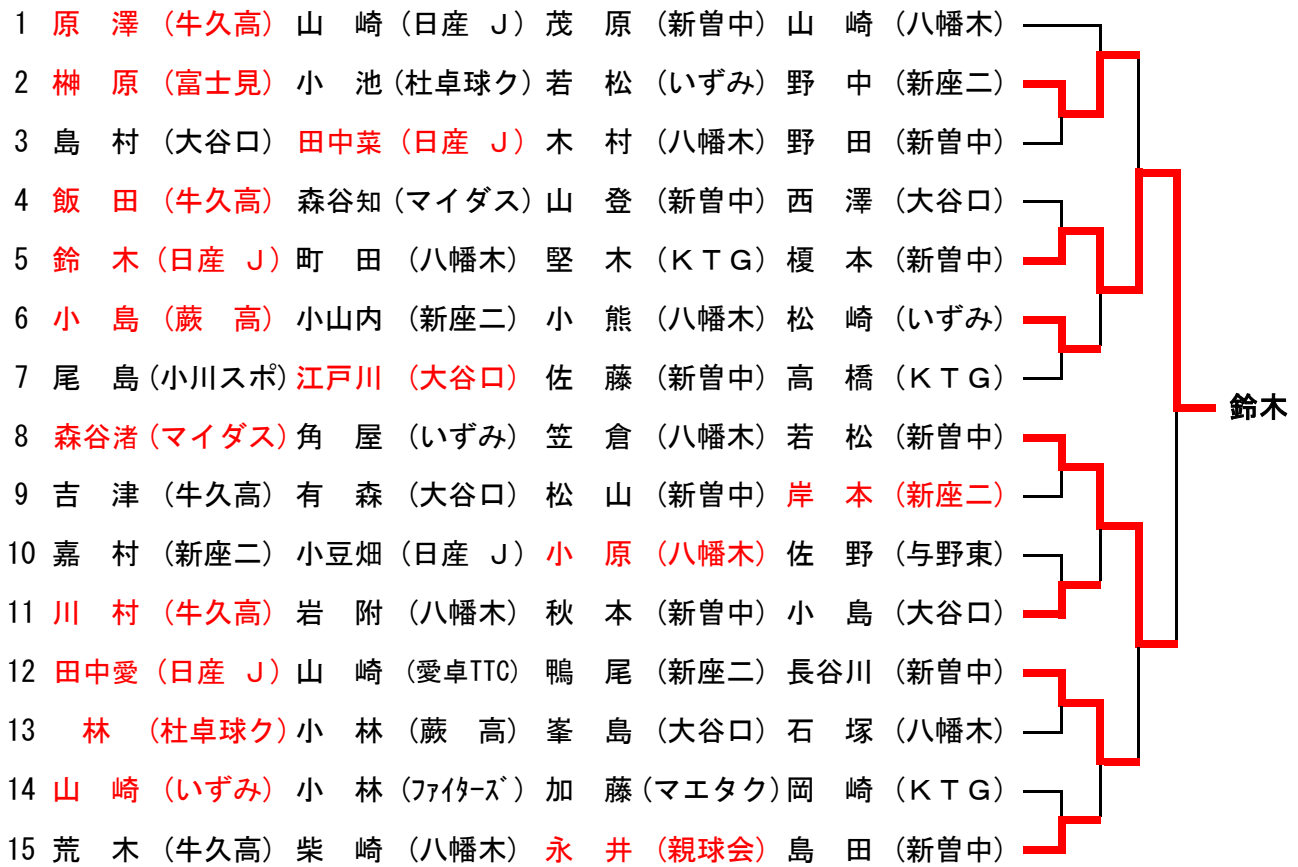 1 原 澤 (牛久高) 山 崎 (日産 J) 茂 原 (新曽中) 山 崎 (八幡木)
2 榊 原 (富士見) 小 池 (杜卓球ク) 若 松 (いずみ) 野 中 (新座二)
3 島 村 (大谷口) 田中菜 (日産 J) 木 村 (八幡木) 野 田 (新曽中)
4 飯 田 (牛久高) 森谷知 (マイダス) 山 登 (新曽中) 西 澤 (大谷口)
5 鈴 木 (日産 J) 町 田 (八幡木) 堅 木 (KTG) 榎 本 (新曽中)
6 小 島 (蕨 高) 小山内 (新座二) 小 熊 (八幡木) 松 崎 (いずみ)
7 尾 島 (小川スポ) 江戸川 (大谷口) 佐 藤 (新曽中) 高 橋 (KTG)
鈴木
8 森谷渚 (マイダス) 角 屋 (いずみ) 笠 倉 (八幡木) 若 松 (新曽中)
9 吉 津 (牛久高) 有 森 (大谷口) 松 山 (新曽中) 岸 本 (新座二)
10 嘉 村 (新座二) 小豆畑 (日産 J) 小 原 (八幡木) 佐 野 (与野東)
11 川 村 (牛久高) 岩 附 (八幡木) 秋 本 (新曽中) 小 島 (大谷口)
12 田中愛 (日産 J) 山 崎 (愛卓TTC) 鴨 尾 (新座二) 長谷川 (新曽中)
13 林 (杜卓球ク) 小 林 (蕨 高) 峯 島 (大谷口) 石 塚 (八幡木)
14 山 崎 (いずみ) 小 林 (ファイターズ) 加 藤 (マエタク) 岡 崎 (KTG)
15 荒 木 (牛久高) 柴 崎 (八幡木) 永 井 (親球会) 島 田 (新曽中)